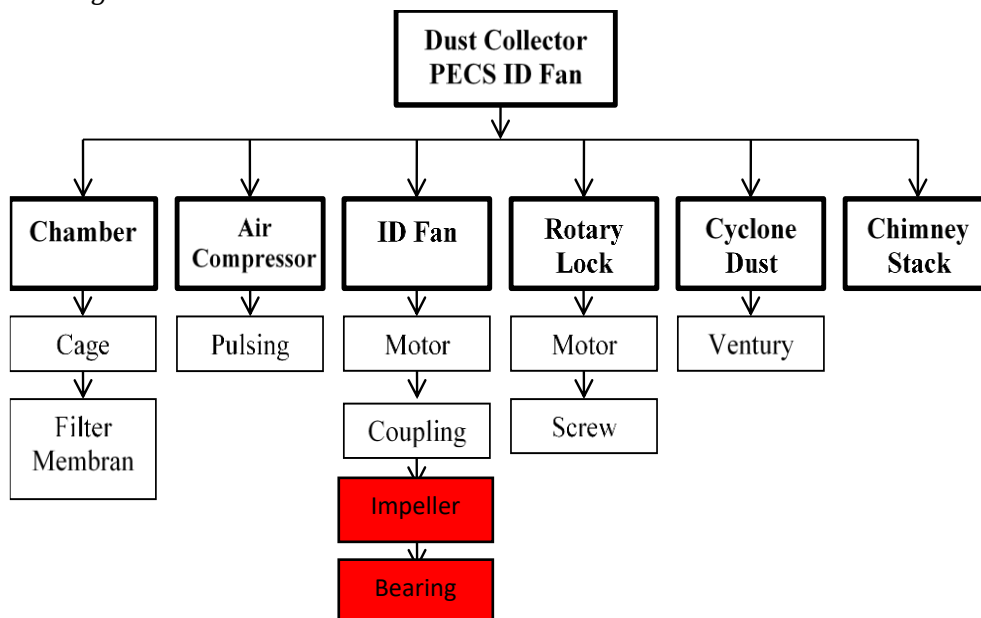 Dust Collector
PECS ID Fan
Chamber
Air
Compressor
ID Fan
Rotary
Lock
Cyclone
Dust
Chimney
Stack
Cage
Pulsing
Motor
Motor
Ventury
Filter
Membran
Coupling
Screw
Impeller
Bearing